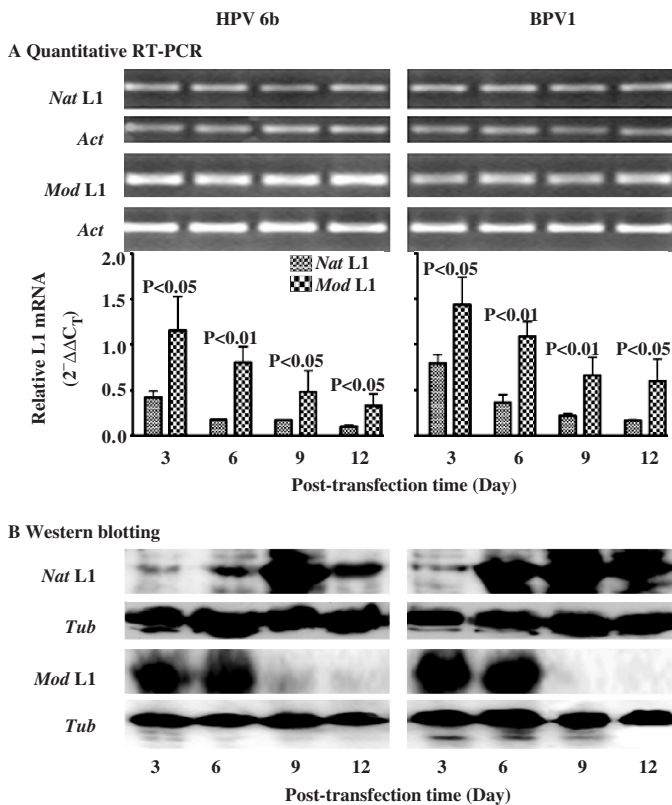 HPV 6b BPV1
A Quantitative RT-PCR
Nat L1
Act
Mod L1
Act
Relative L1 mRNA
(2⁻ΔΔC_T)
2.0
1.5
1.0
0.5
0.0
Nat L1
Mod L1
P<0.05 P<0.01 P<0.05 P<0.05
P<0.05 P<0.01 P<0.01 P<0.05
3 6 9 12 3 6 9 12
Post-transfection time (Day)
B Western blotting
Nat L1
Tub
Mod L1
Tub
3 6 9 12 3 6 9 12
Post-transfection time (Day)